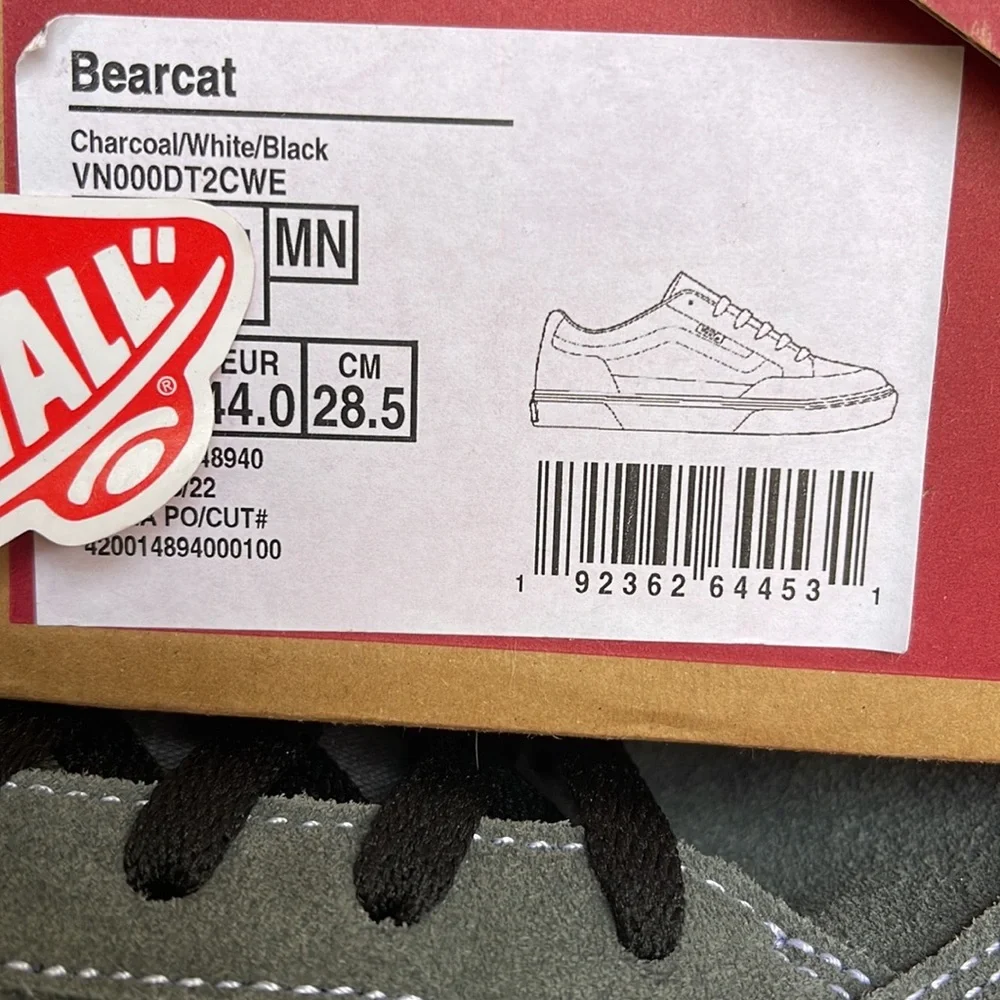 Bearcat
Charcoal/White/Black
VN000DT2CWE
MN
ALL"
®
EUR CM
44.0 28.5
48940
/22
PO/CUT#
420014894000100
1 92362 64453 1